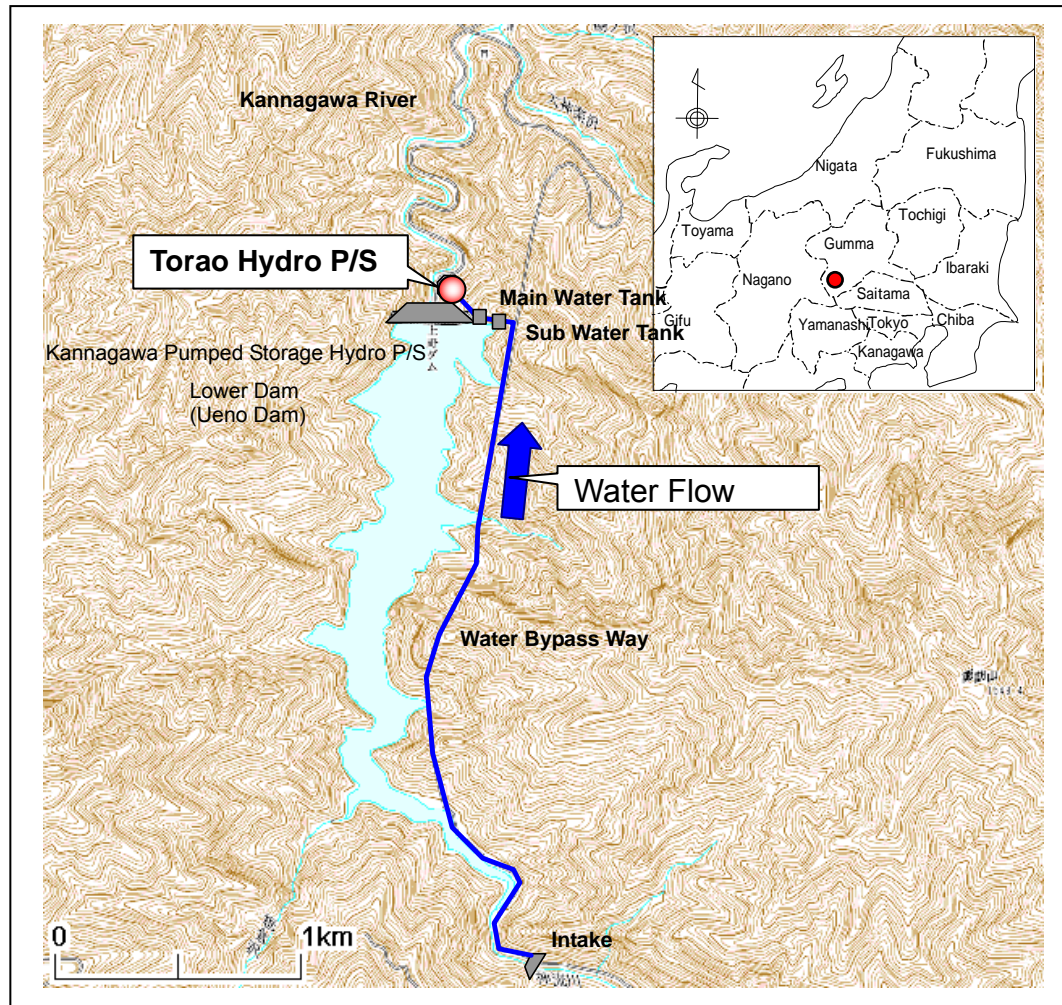 Kannagawa River
Nigata
Fukushima
Toyama
Gumma
Tochigi
Nagano
Ibaraki
Saitama
Gifu
Yamanashi
Tokyo
Chiba
Kanagawa
Torao Hydro P/S
Main Water Tank
Sub Water Tank
Kannagawa Pumped Storage Hydro P/S
Lower Dam
(Ueno Dam)
Water Flow
Water Bypass Way
Intake
0
1km